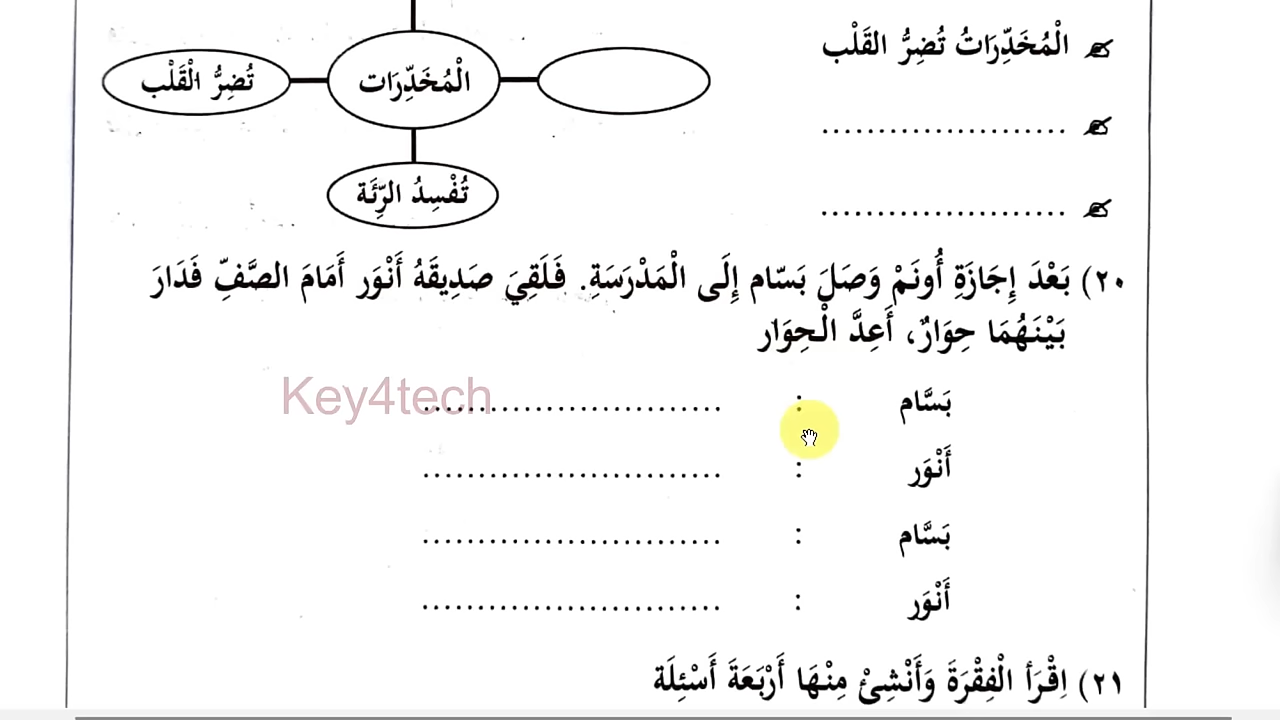 الْمُخَدِّرَاتُ تُضِرُّ القَلْب
تُضِرُّ الْقَلْب
الْمُخَدِّرَات
......................
تُفْسِدُ الرِّئَة
......................
٢٠) بَعْدَ إِجَازَةِ أُونَمْ وَصَلَ بَسّام إِلَى الْمَدْرَسَةِ. فَلَقِيَ صَدِيقَهُ أَنْوَر أَمَامَ الصَّفِّ فَدَارَ
بَيْنَهُمَا حِوَارٌ، أَعِدَّ الْحِوَار
Key4tech
بَسَّام : ...........................
أَنْوَر : ...........................
بَسَّام : ...........................
أَنْوَر : ...........................
٢١) اِقْرَأ الْفِقْرَةَ وَأَنْشِئْ مِنْهَا أَرْبَعَةَ أَسْئِلَة